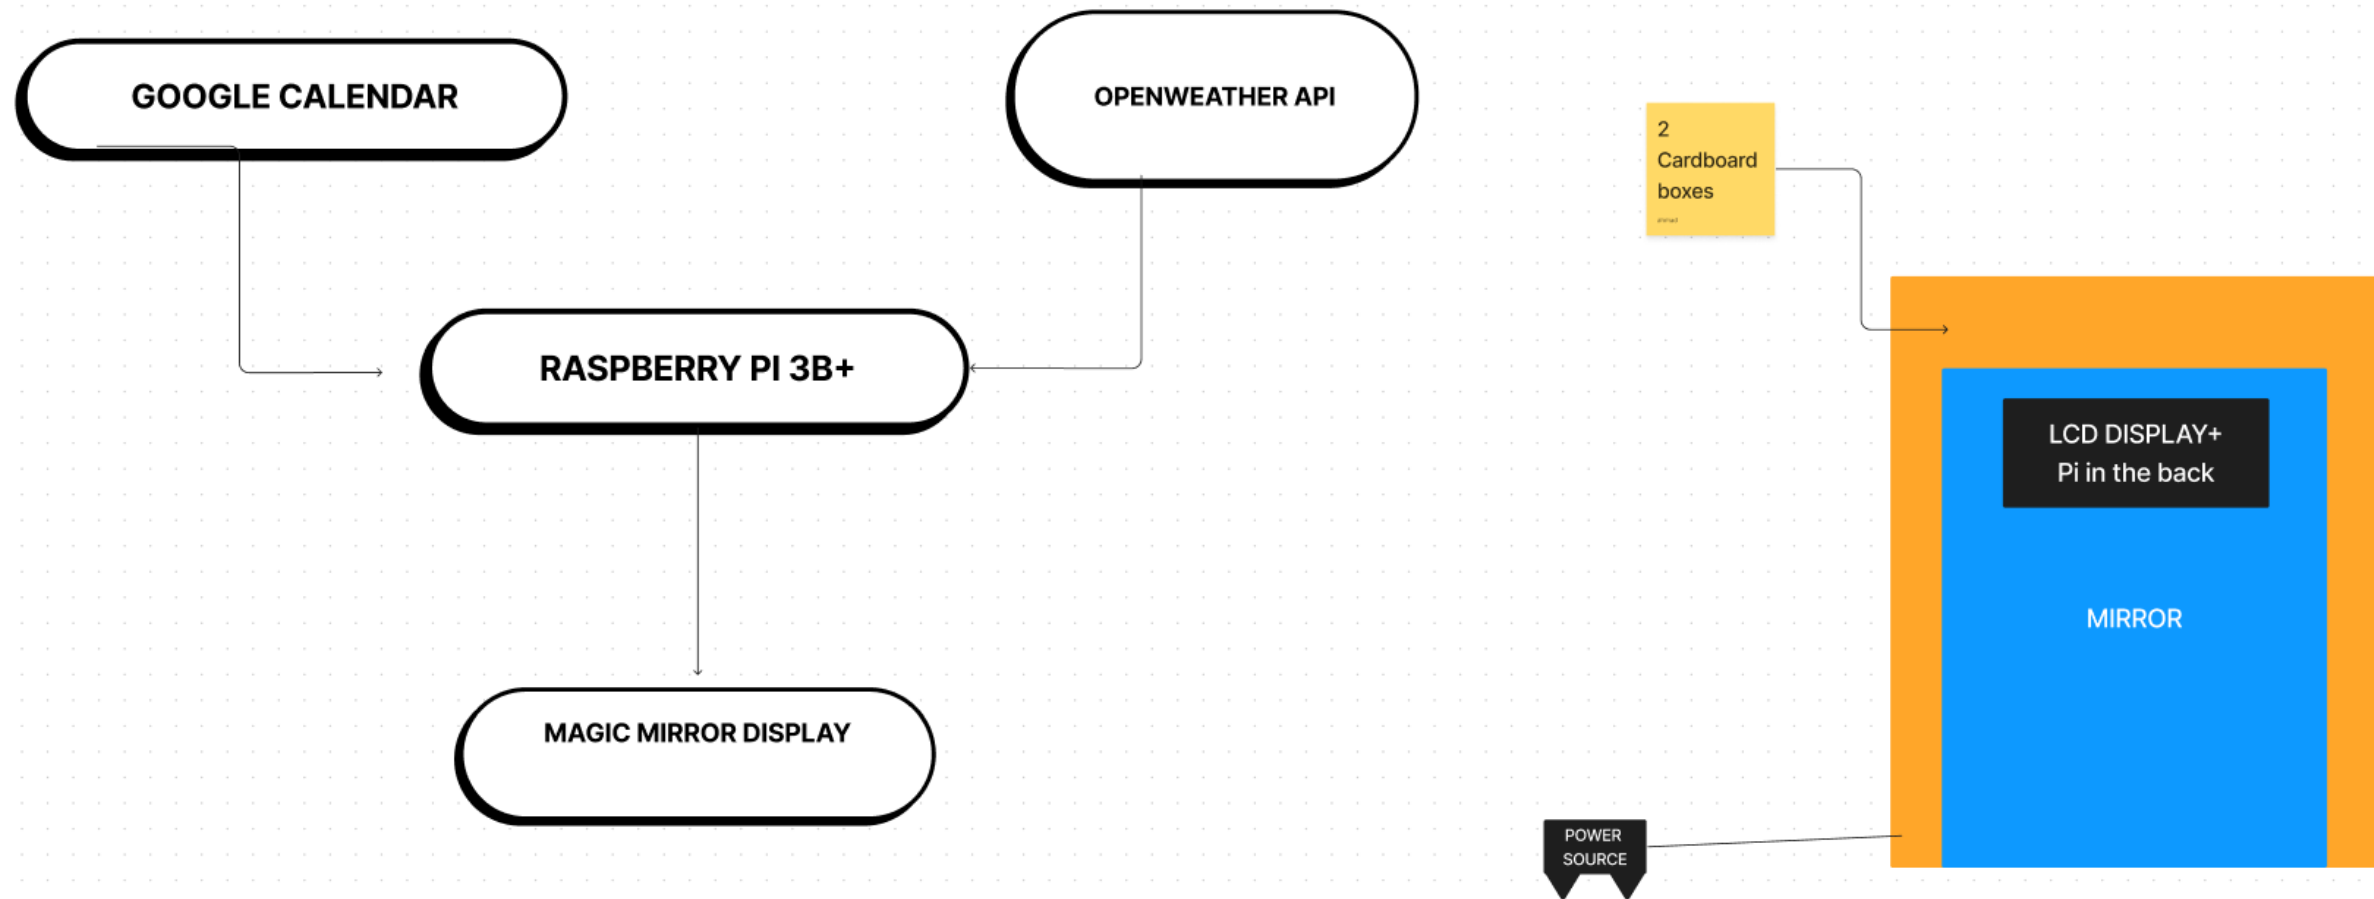 GOOGLE CALENDAR
OPENWEATHER API
2
Cardboard
boxes
RASPBERRY PI 3B+
LCD DISPLAY+
Pi in the back
MIRROR
MAGIC MIRROR DISPLAY
POWER
SOURCE